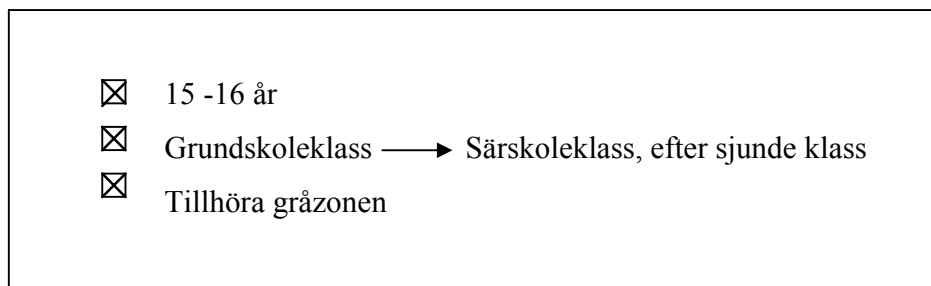 ☒ 15 -16 år
☒ Grundskoleklass ⟶ Särskoleklass, efter sjunde klass
☒ Tillhöra gråzonen